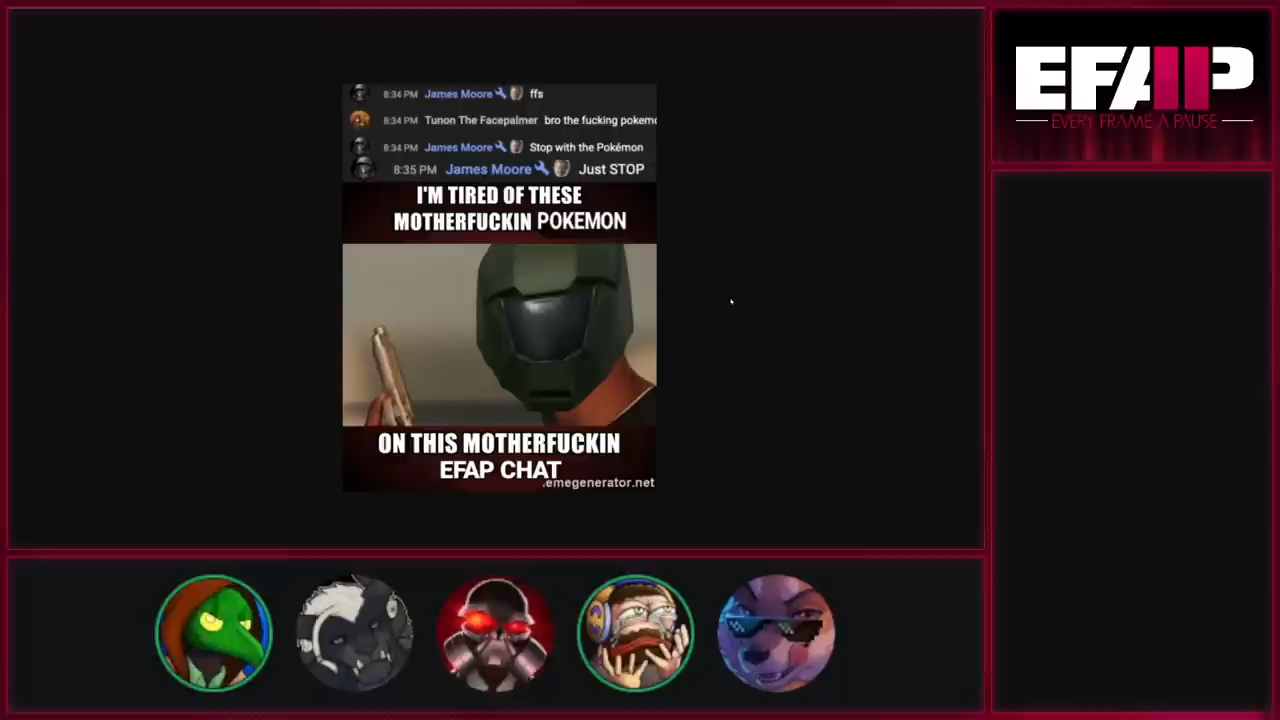 8:34 PM James Moore ffs
8:34 PM Tunon The Facepalmer bro the fucking pokemo
8:34 PM James Moore Stop with the Pokémon
8:35 PM James Moore Just STOP
I'M TIRED OF THESE
MOTHERFUCKIN POKEMON
ON THIS MOTHERFUCKIN
EFAP CHAT
.emegenerator.net
EFAP
EVERY FRAME A PAUSE